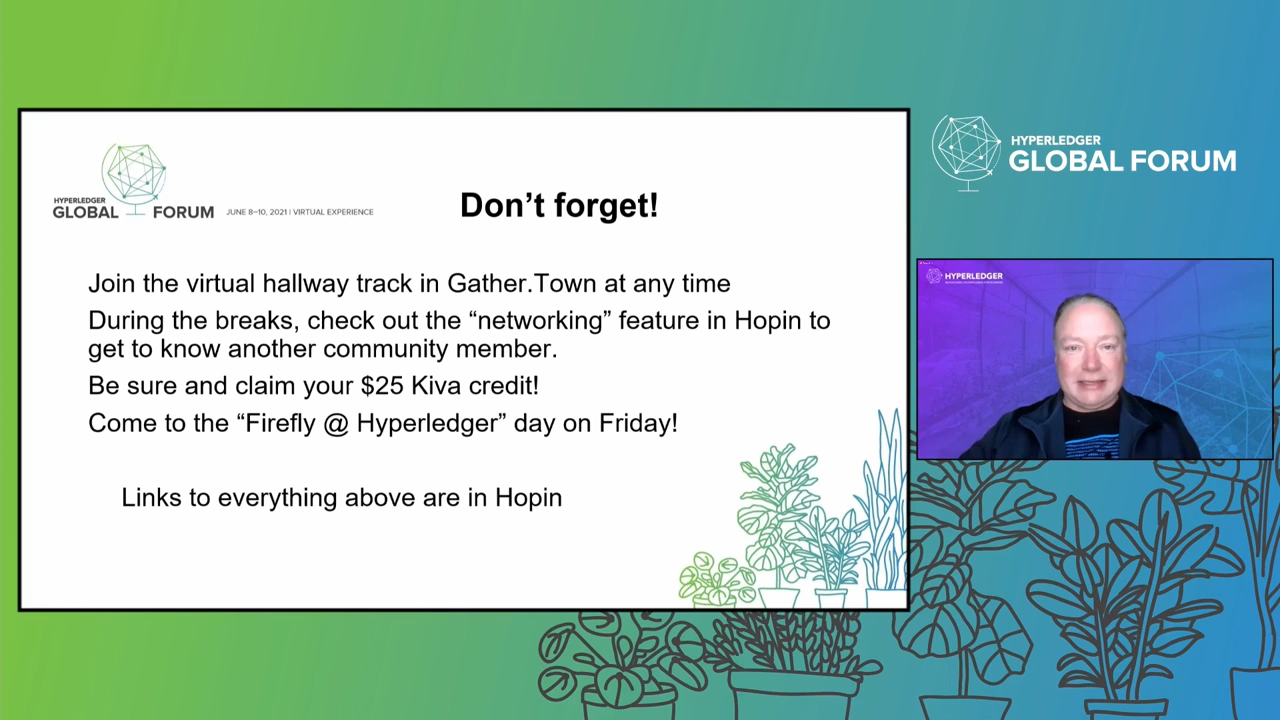 HYPERLEDGER
GLOBAL FORUM
JUNE 8–10, 2021 | VIRTUAL EXPERIENCE
Don’t forget!
Join the virtual hallway track in Gather.Town at any time
During the breaks, check out the “networking” feature in Hopin to
get to know another community member.
Be sure and claim your $25 Kiva credit!
Come to the “Firefly @ Hyperledger” day on Friday!
Links to everything above are in Hopin
HYPERLEDGER
GLOBAL FORUM
HYPERLEDGER